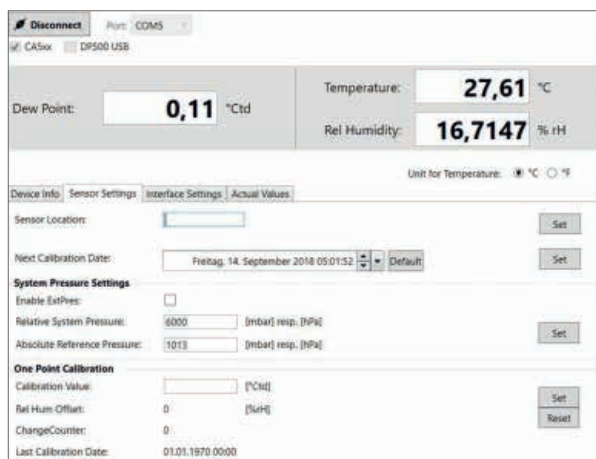 Disconnect Port: COM5
CA5xx DP500 USB
Dew Point: 0,11 °Ctd
Temperature: 27,61 °C
Rel Humidity: 16,7147 % rH
Unit for Temperature: °C °F
Device Info Sensor Settings Interface Settings Actual Values
Sensor Location: Set
Next Calibration Date: Freitag, 14. September 2018 05:01:52 Default Set
System Pressure Settings
Enable ExtPres:
Relative System Pressure: 6000 [mbar] resp. [hPa]
Absolute Reference Pressure: 1013 [mbar] resp. [hPa]
Set
One Point Calibration
Calibration Value: [°Ctd]
Set
Rel Hum Offset: 0 [%rH]
Reset
ChangeCounter: 0
Last Calibration Date: 01.01.1970 00:00